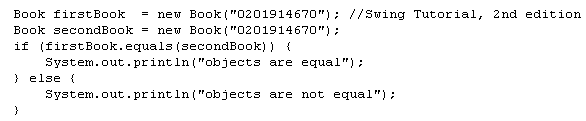 Book firstBook  = new Book("0201914670"); //Swing Tutorial, 2nd edition
Book secondBook = new Book("0201914670");
if (firstBook.equals(secondBook)) {
    System.out.println("objects are equal");
} else {
    System.out.println("objects are not equal");
}